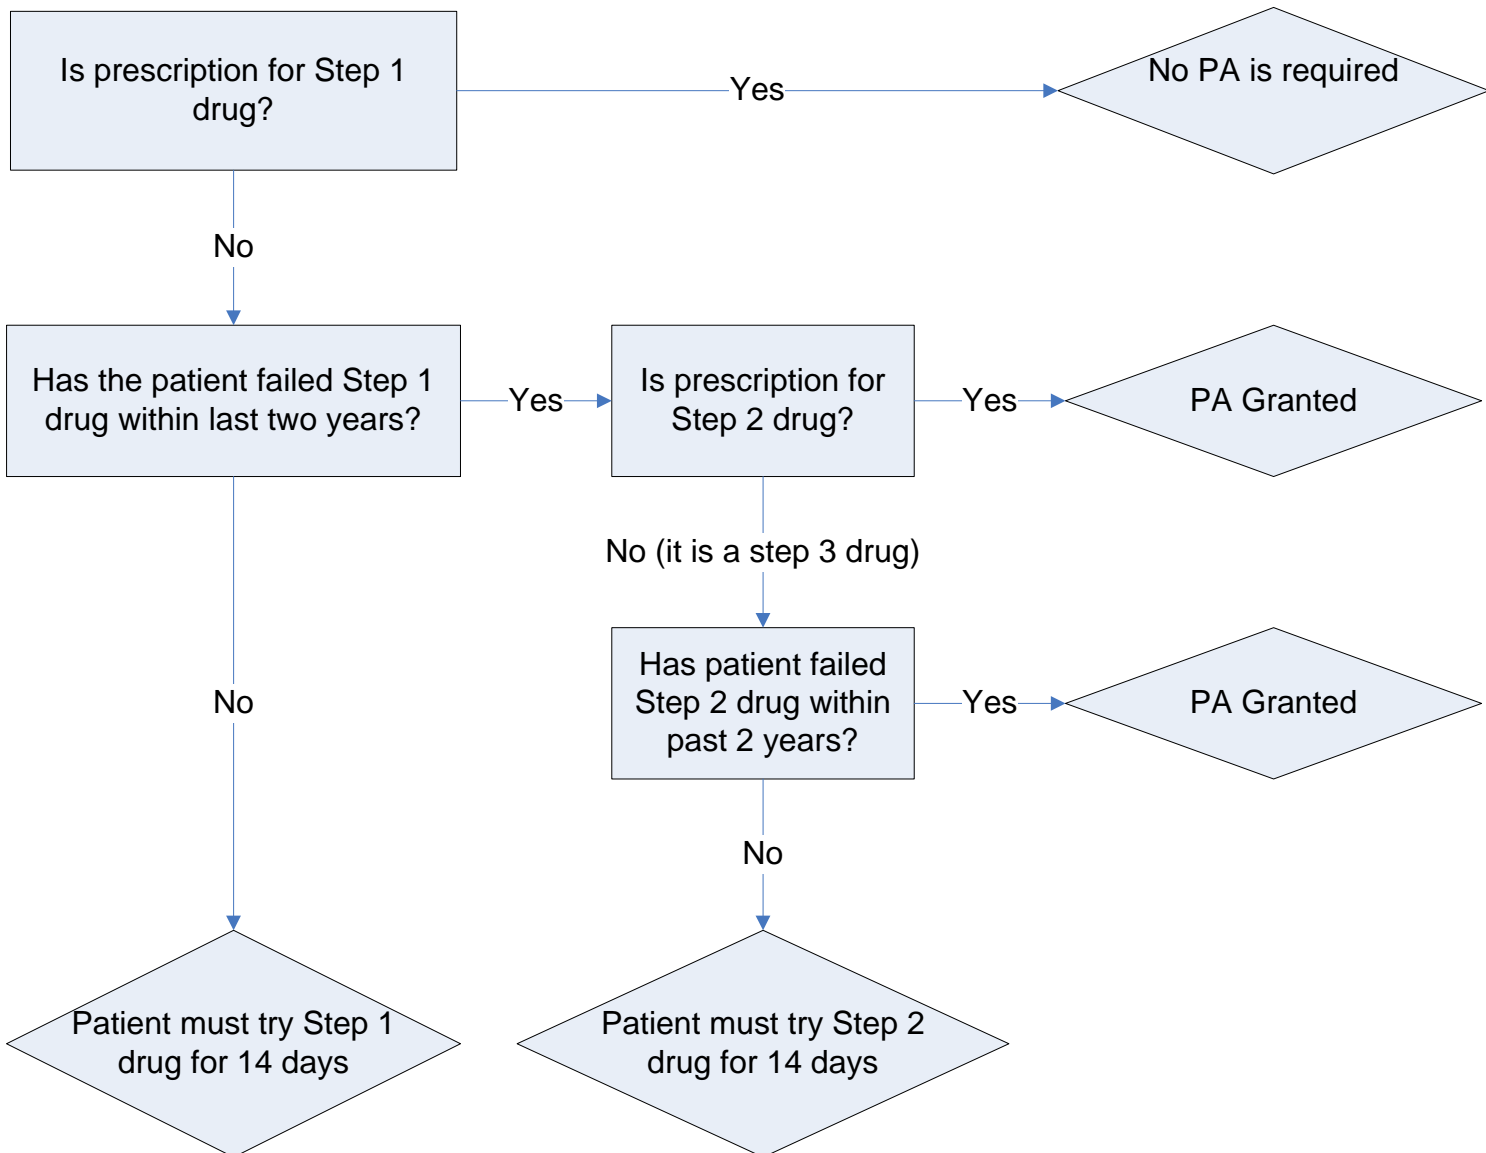 Is prescription for Step 1
drug?
Yes
No PA is required
No
Has the patient failed Step 1
drug within last two years?
Yes
Is prescription for
Step 2 drug?
Yes
PA Granted
No (it is a step 3 drug)
No
Has patient failed
Step 2 drug within
past 2 years?
Yes
PA Granted
No
Patient must try Step 1
drug for 14 days
Patient must try Step 2
drug for 14 days